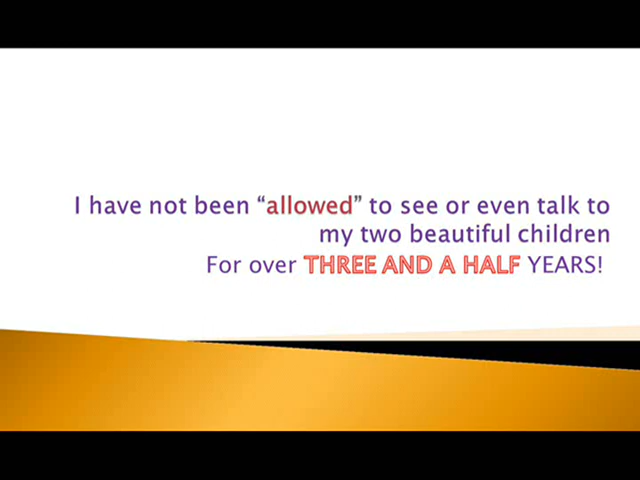 I have not been “allowed” to see or even talk to
my two beautiful children
For over THREE AND A HALF YEARS!